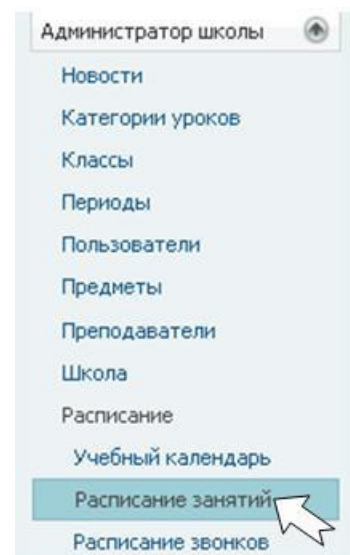 Администратор школы
Новости
Категории уроков
Классы
Периоды
Пользователи
Предметы
Преподаватели
Школа
Расписание
Учебный календарь
Расписание занятий
Расписание звонков